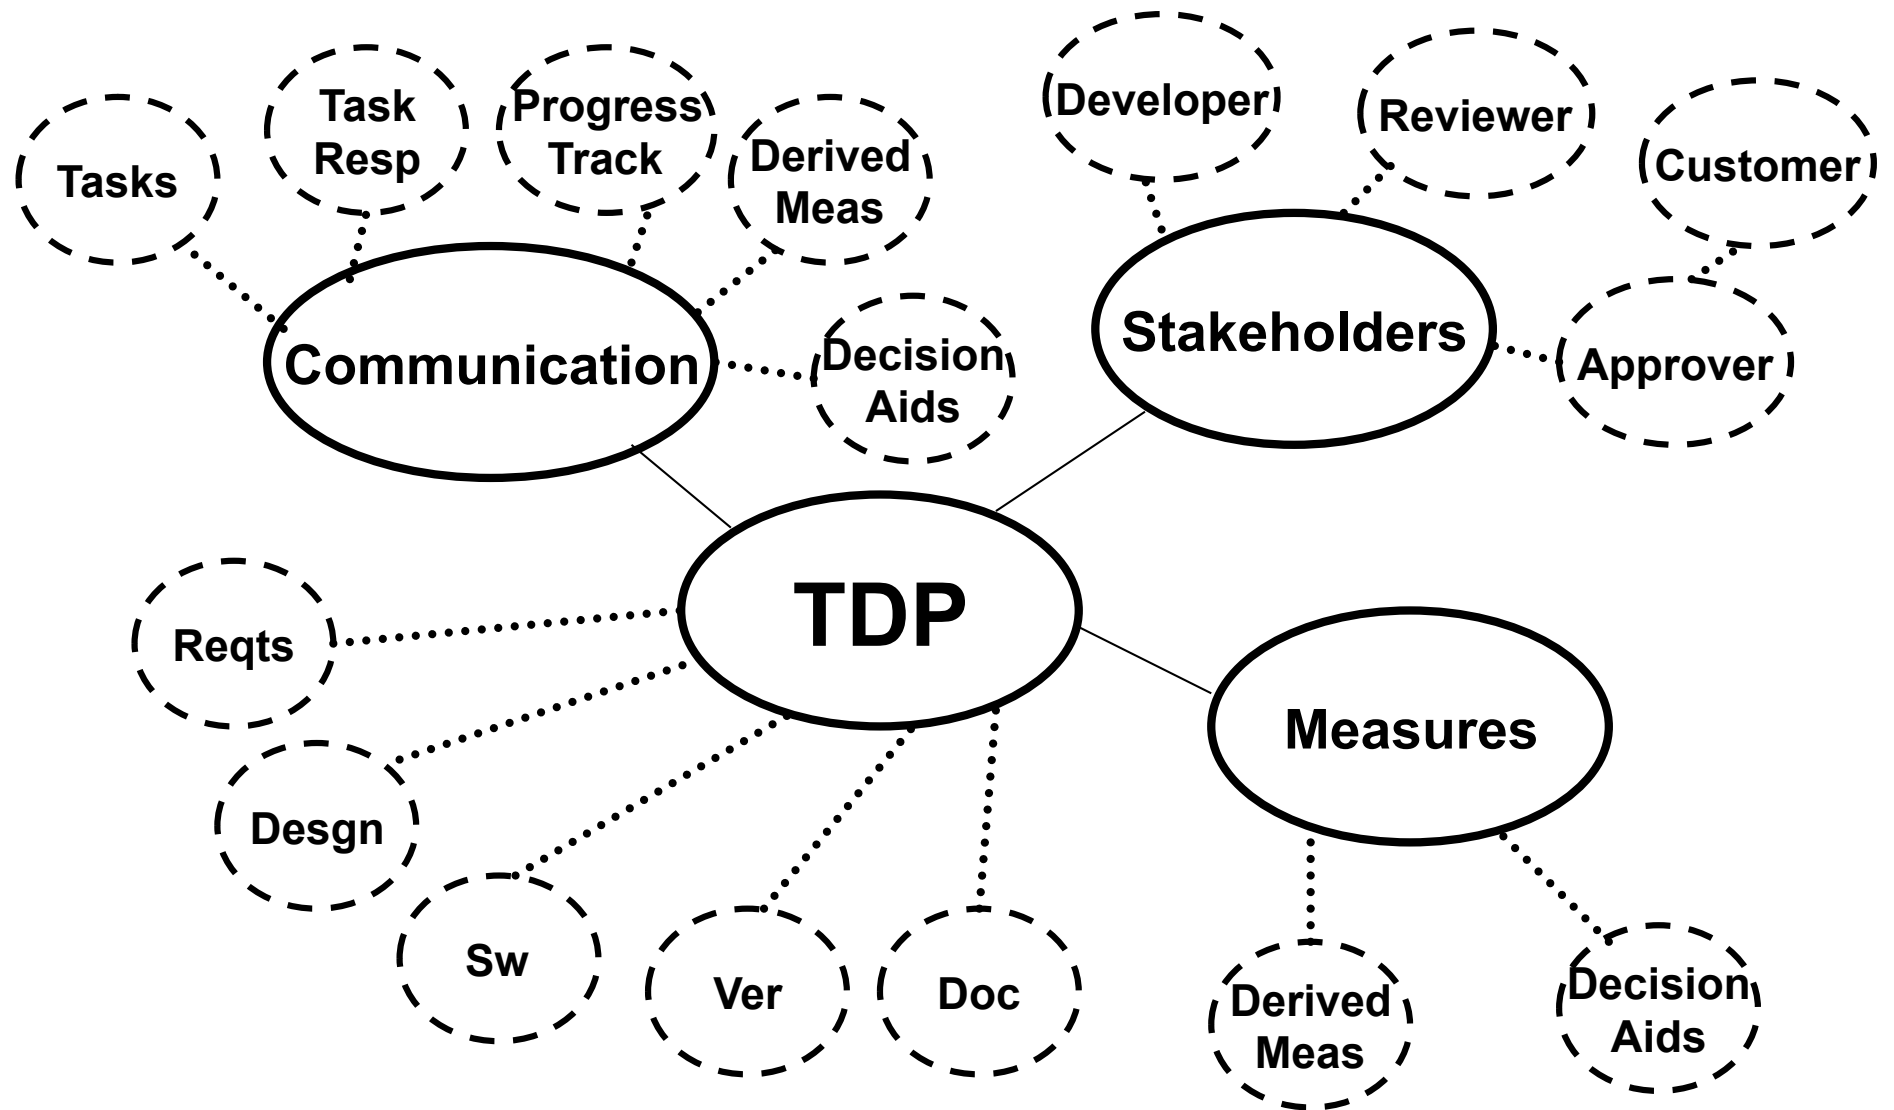 Tasks
Task
Resp
Progress
Track
Derived
Meas
Decision
Aids
Communication
Developer
Reviewer
Customer
Approver
Stakeholders
TDP
Reqts
Desgn
Sw
Ver
Doc
Measures
Derived
Meas
Decision
Aids